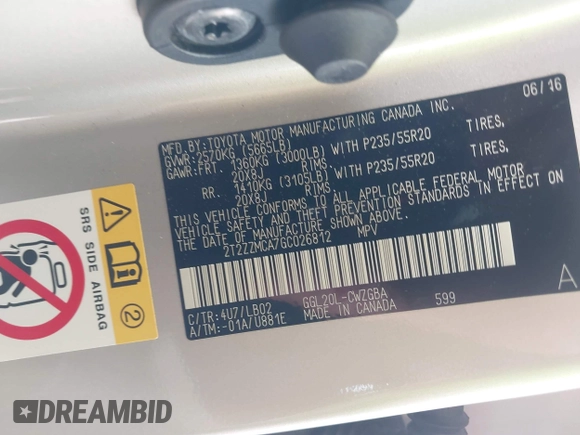 MFD. BY: TOYOTA MOTOR MANUFACTURING CANADA INC. 06/16
GVWR: 2570KG (5665LB)
GAWR: FRT. 1360KG (3000LB) WITH P235/55R20 TIRES,
20X8J RIMS.
RR. 1410KG (3105LB) WITH P235/55R20 TIRES,
20X8J RIMS.
THIS VEHICLE CONFORMS TO ALL APPLICABLE FEDERAL MOTOR
VEHICLE SAFETY AND THEFT PREVENTION STANDARDS IN EFFECT ON
THE DATE OF MANUFACTURE SHOWN ABOVE.
2T2ZZMCA7GC026812 MPV
C/TR: 4U7/LB02 GGL20L-CWZGBA
A/TM: -01A/U881E MADE IN CANADA 599 A
SRS SIDE AIRBAG
2
DREAMBID